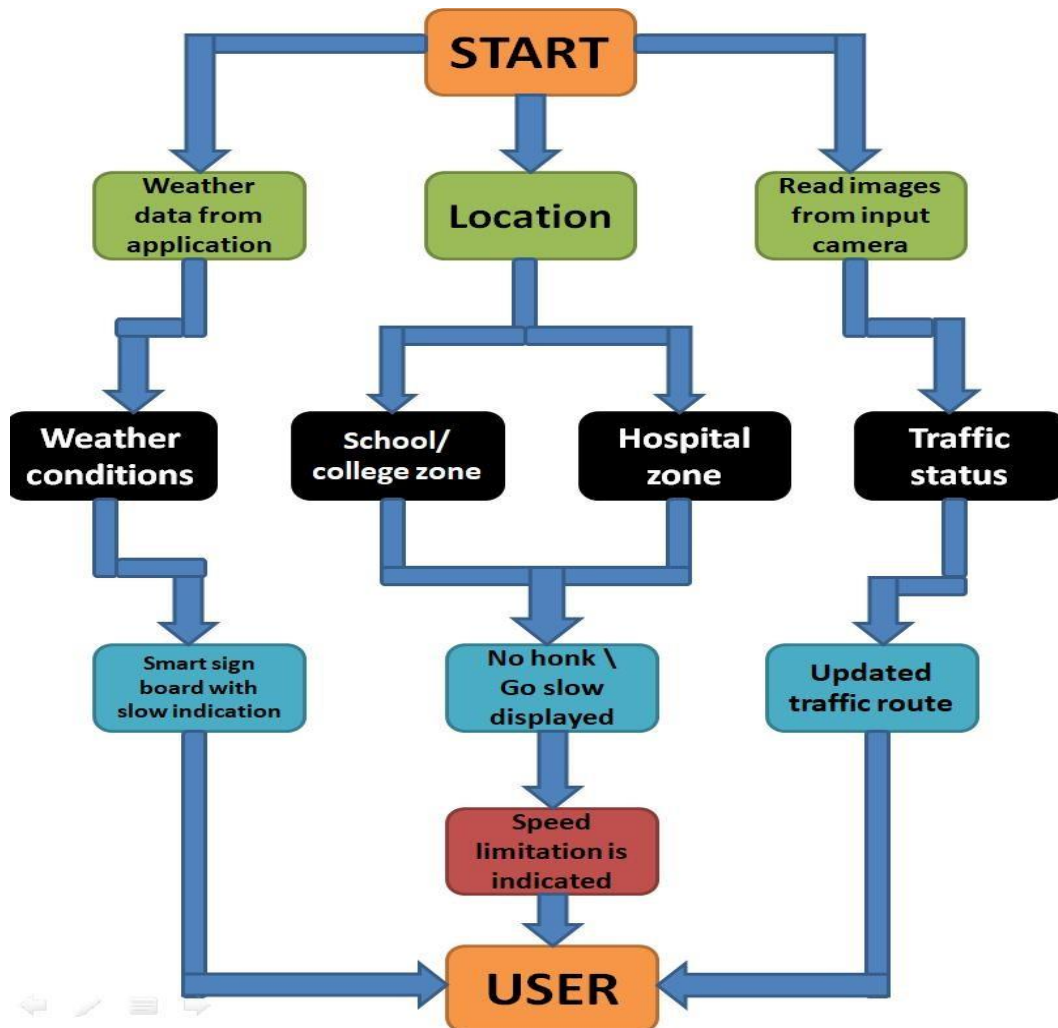 START
Weather
data from
application
Location
Read images
from input
camera
Weather
conditions
School/
college zone
Hospital
zone
Traffic
status
Smart sign
board with
slow indication
No honk \
Go slow
displayed
Updated
traffic route
Speed
limitation is
indicated
USER